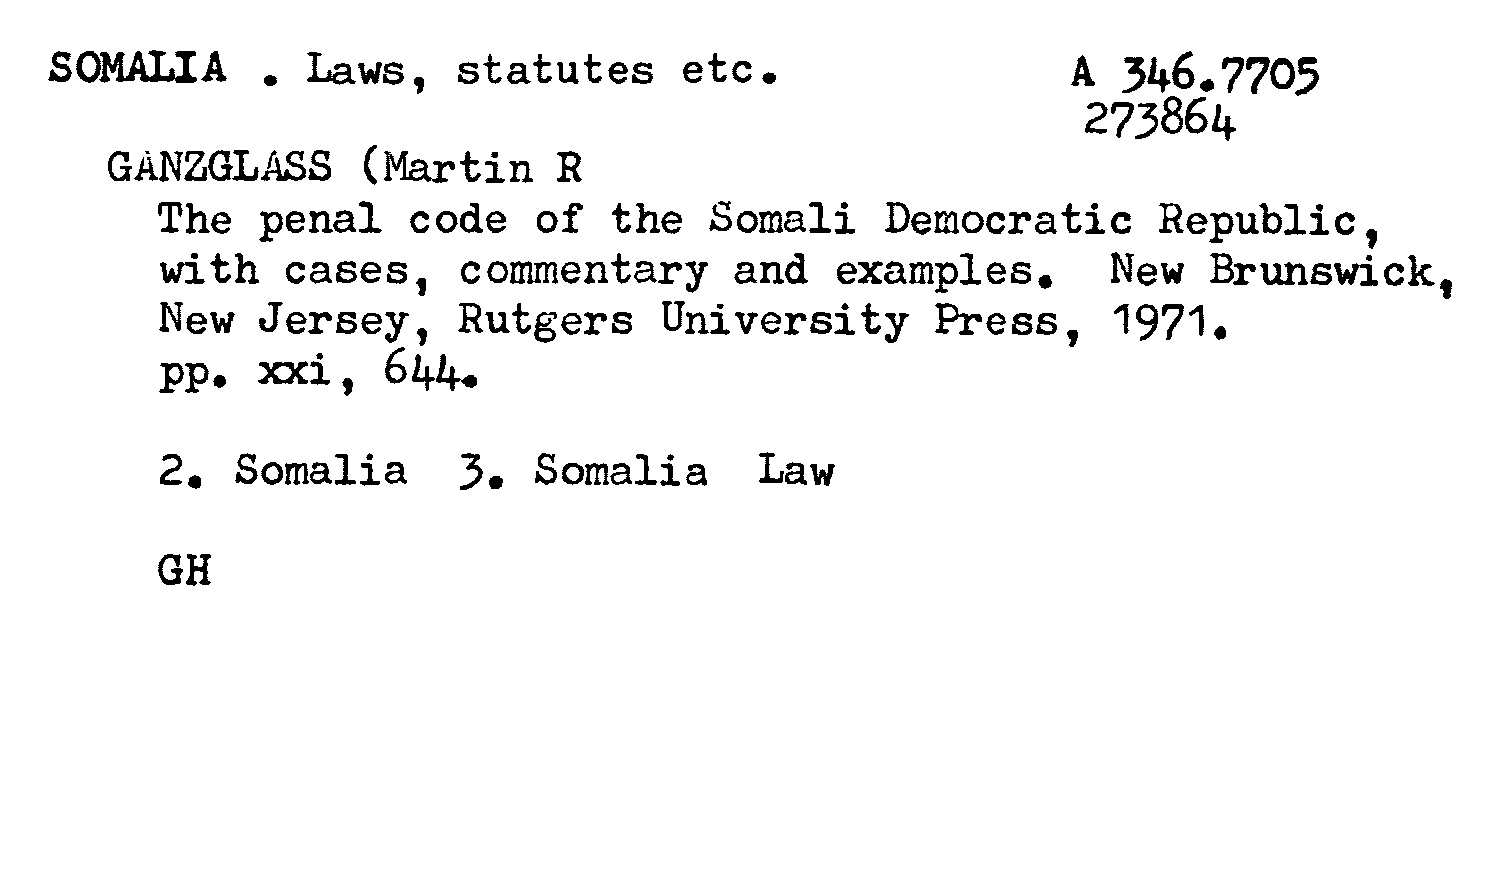 SOMALIA . Laws, statutes etc. A 346.7705
273864
GANZGLASS (Martin R
The penal code of the Somali Democratic Republic,
with cases, commentary and examples. New Brunswick,
New Jersey, Rutgers University Press, 1971.
pp. xxi, 644.
2. Somalia 3. Somalia Law
GH